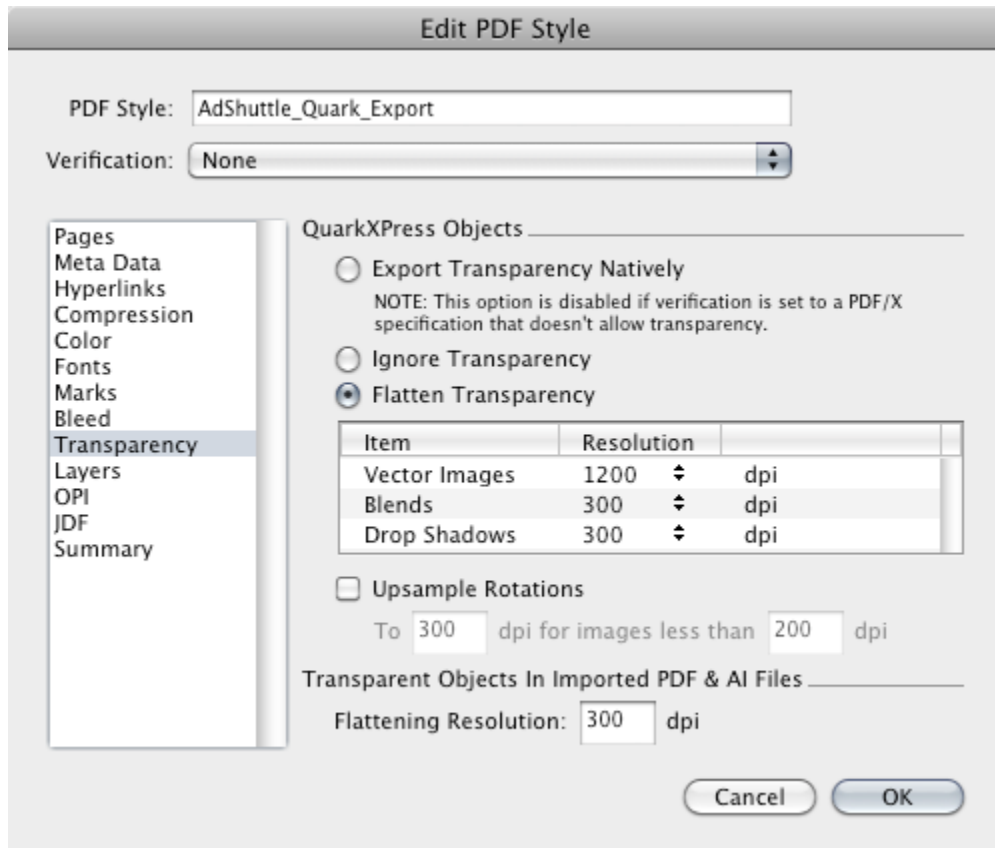 Edit PDF Style
PDF Style: AdShuttle_Quark_Export
Verification: None
Pages
Meta Data
Hyperlinks
Compression
Color
Fonts
Marks
Bleed
Transparency
Layers
OPI
JDF
Summary
QuarkXPress Objects
Export Transparency Natively
NOTE: This option is disabled if verification is set to a PDF/X
specification that doesn't allow transparency.
Ignore Transparency
Flatten Transparency
Item Resolution
Vector Images 1200 dpi
Blends 300 dpi
Drop Shadows 300 dpi
Upsample Rotations
To 300 dpi for images less than 200 dpi
Transparent Objects In Imported PDF & AI Files
Flattening Resolution: 300 dpi
Cancel OK